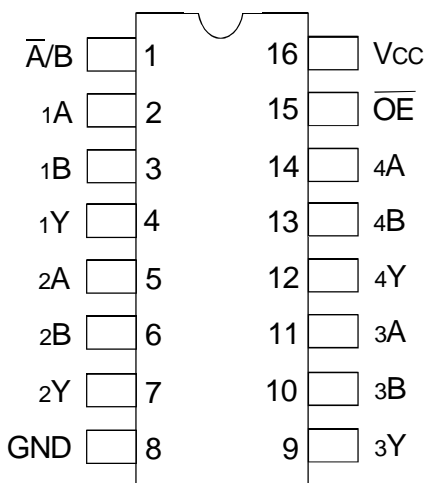 A̅/B 1 16 VCC
1A 2 15 O̅E̅
1B 3 14 4A
1Y 4 13 4B
2A 5 12 4Y
2B 6 11 3A
2Y 7 10 3B
GND 8 9 3Y